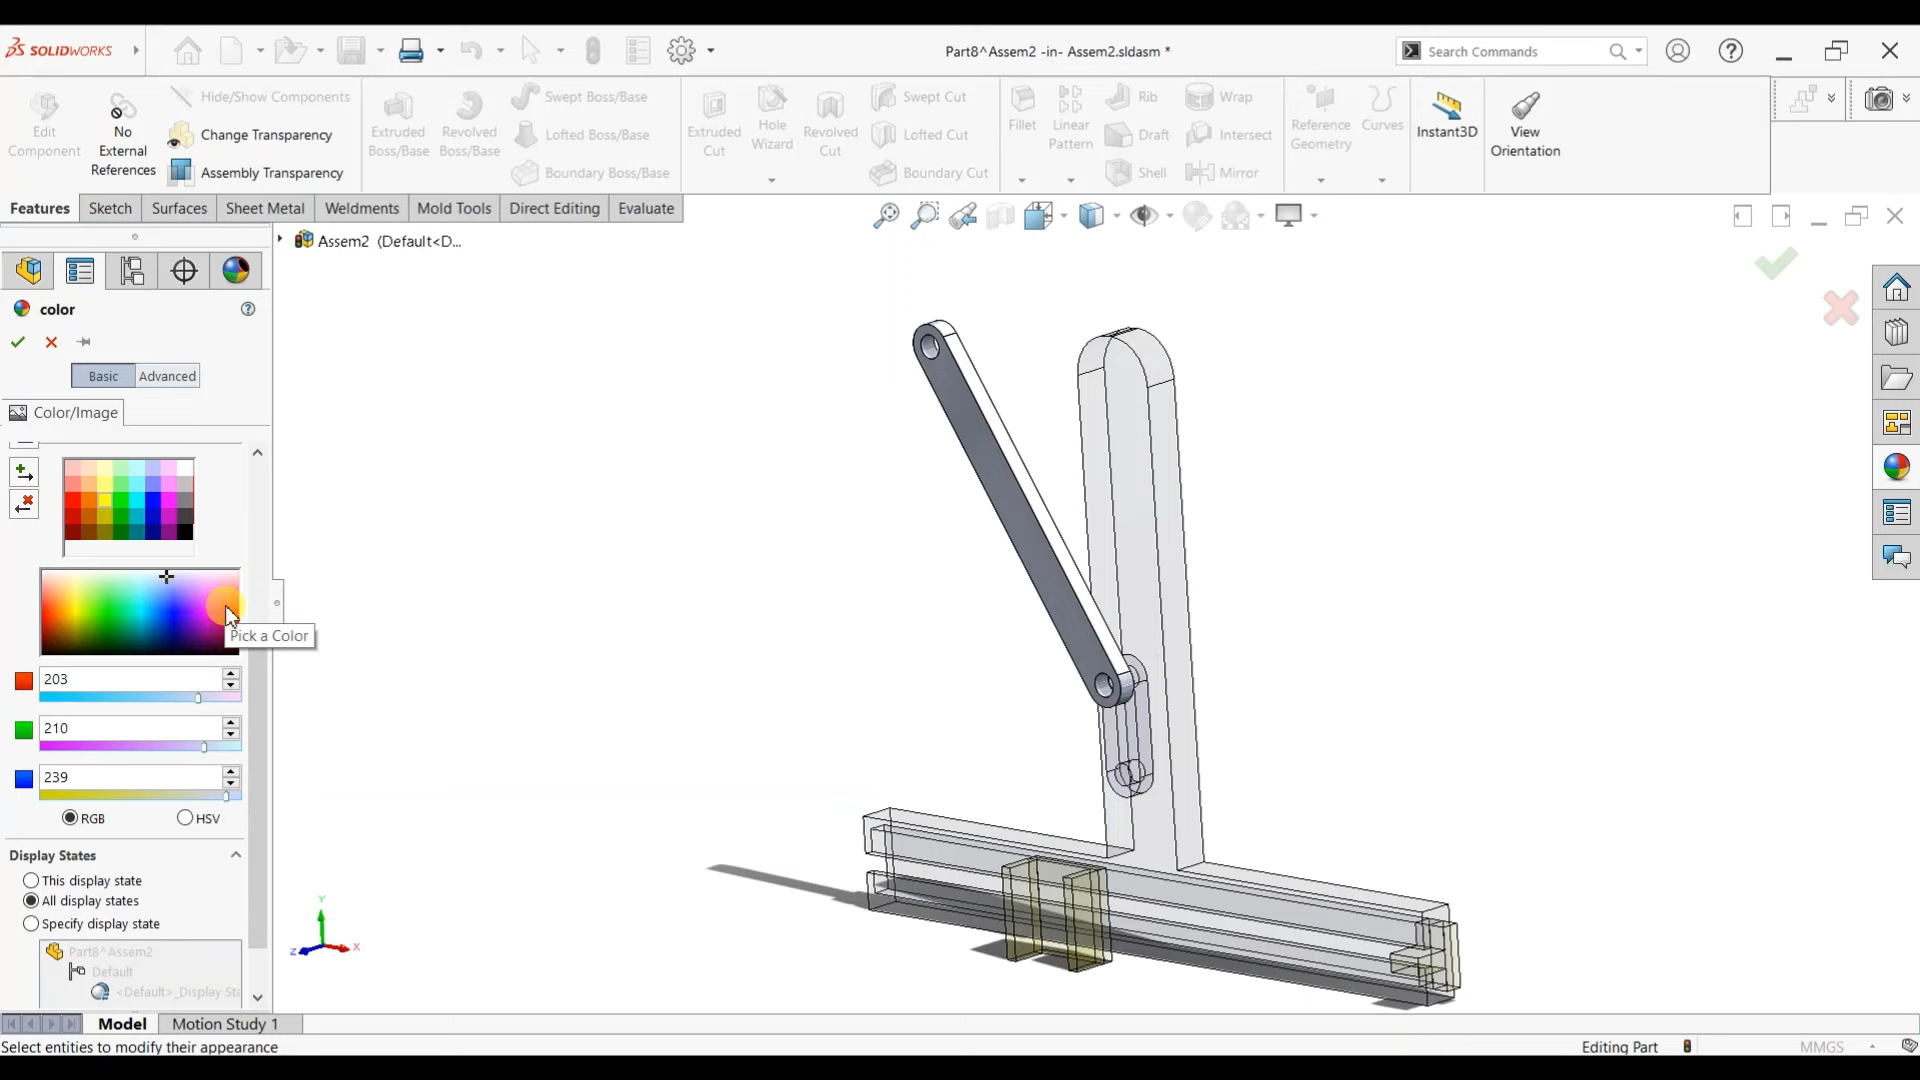 SOLIDWORKS
Part8^Assem2 -in- Assem2.sldasm *
Search Commands
Edit
Component
No
External
References
Hide/Show Components
Change Transparency
Assembly Transparency
Extruded
Boss/Base
Revolved
Boss/Base
Swept Boss/Base
Lofted Boss/Base
Boundary Boss/Base
Extruded
Cut
Hole
Wizard
Revolved
Cut
Swept Cut
Lofted Cut
Boundary Cut
Fillet
Linear
Pattern
Rib
Draft
Shell
Wrap
Intersect
Mirror
Reference
Geometry
Curves
Instant3D
View
Orientation
Features Sketch Surfaces Sheet Metal Weldments Mold Tools Direct Editing Evaluate
Assem2 (Default<D...
color
Basic Advanced
Color/Image
Pick a Color
203
210
239
RGB HSV
Display States
This display state
All display states
Specify display state
Part8^Assem2
Default
<Default>_Display Sta
Y
Z X
Model Motion Study 1
Select entities to modify their appearance
Editing Part
MMGS